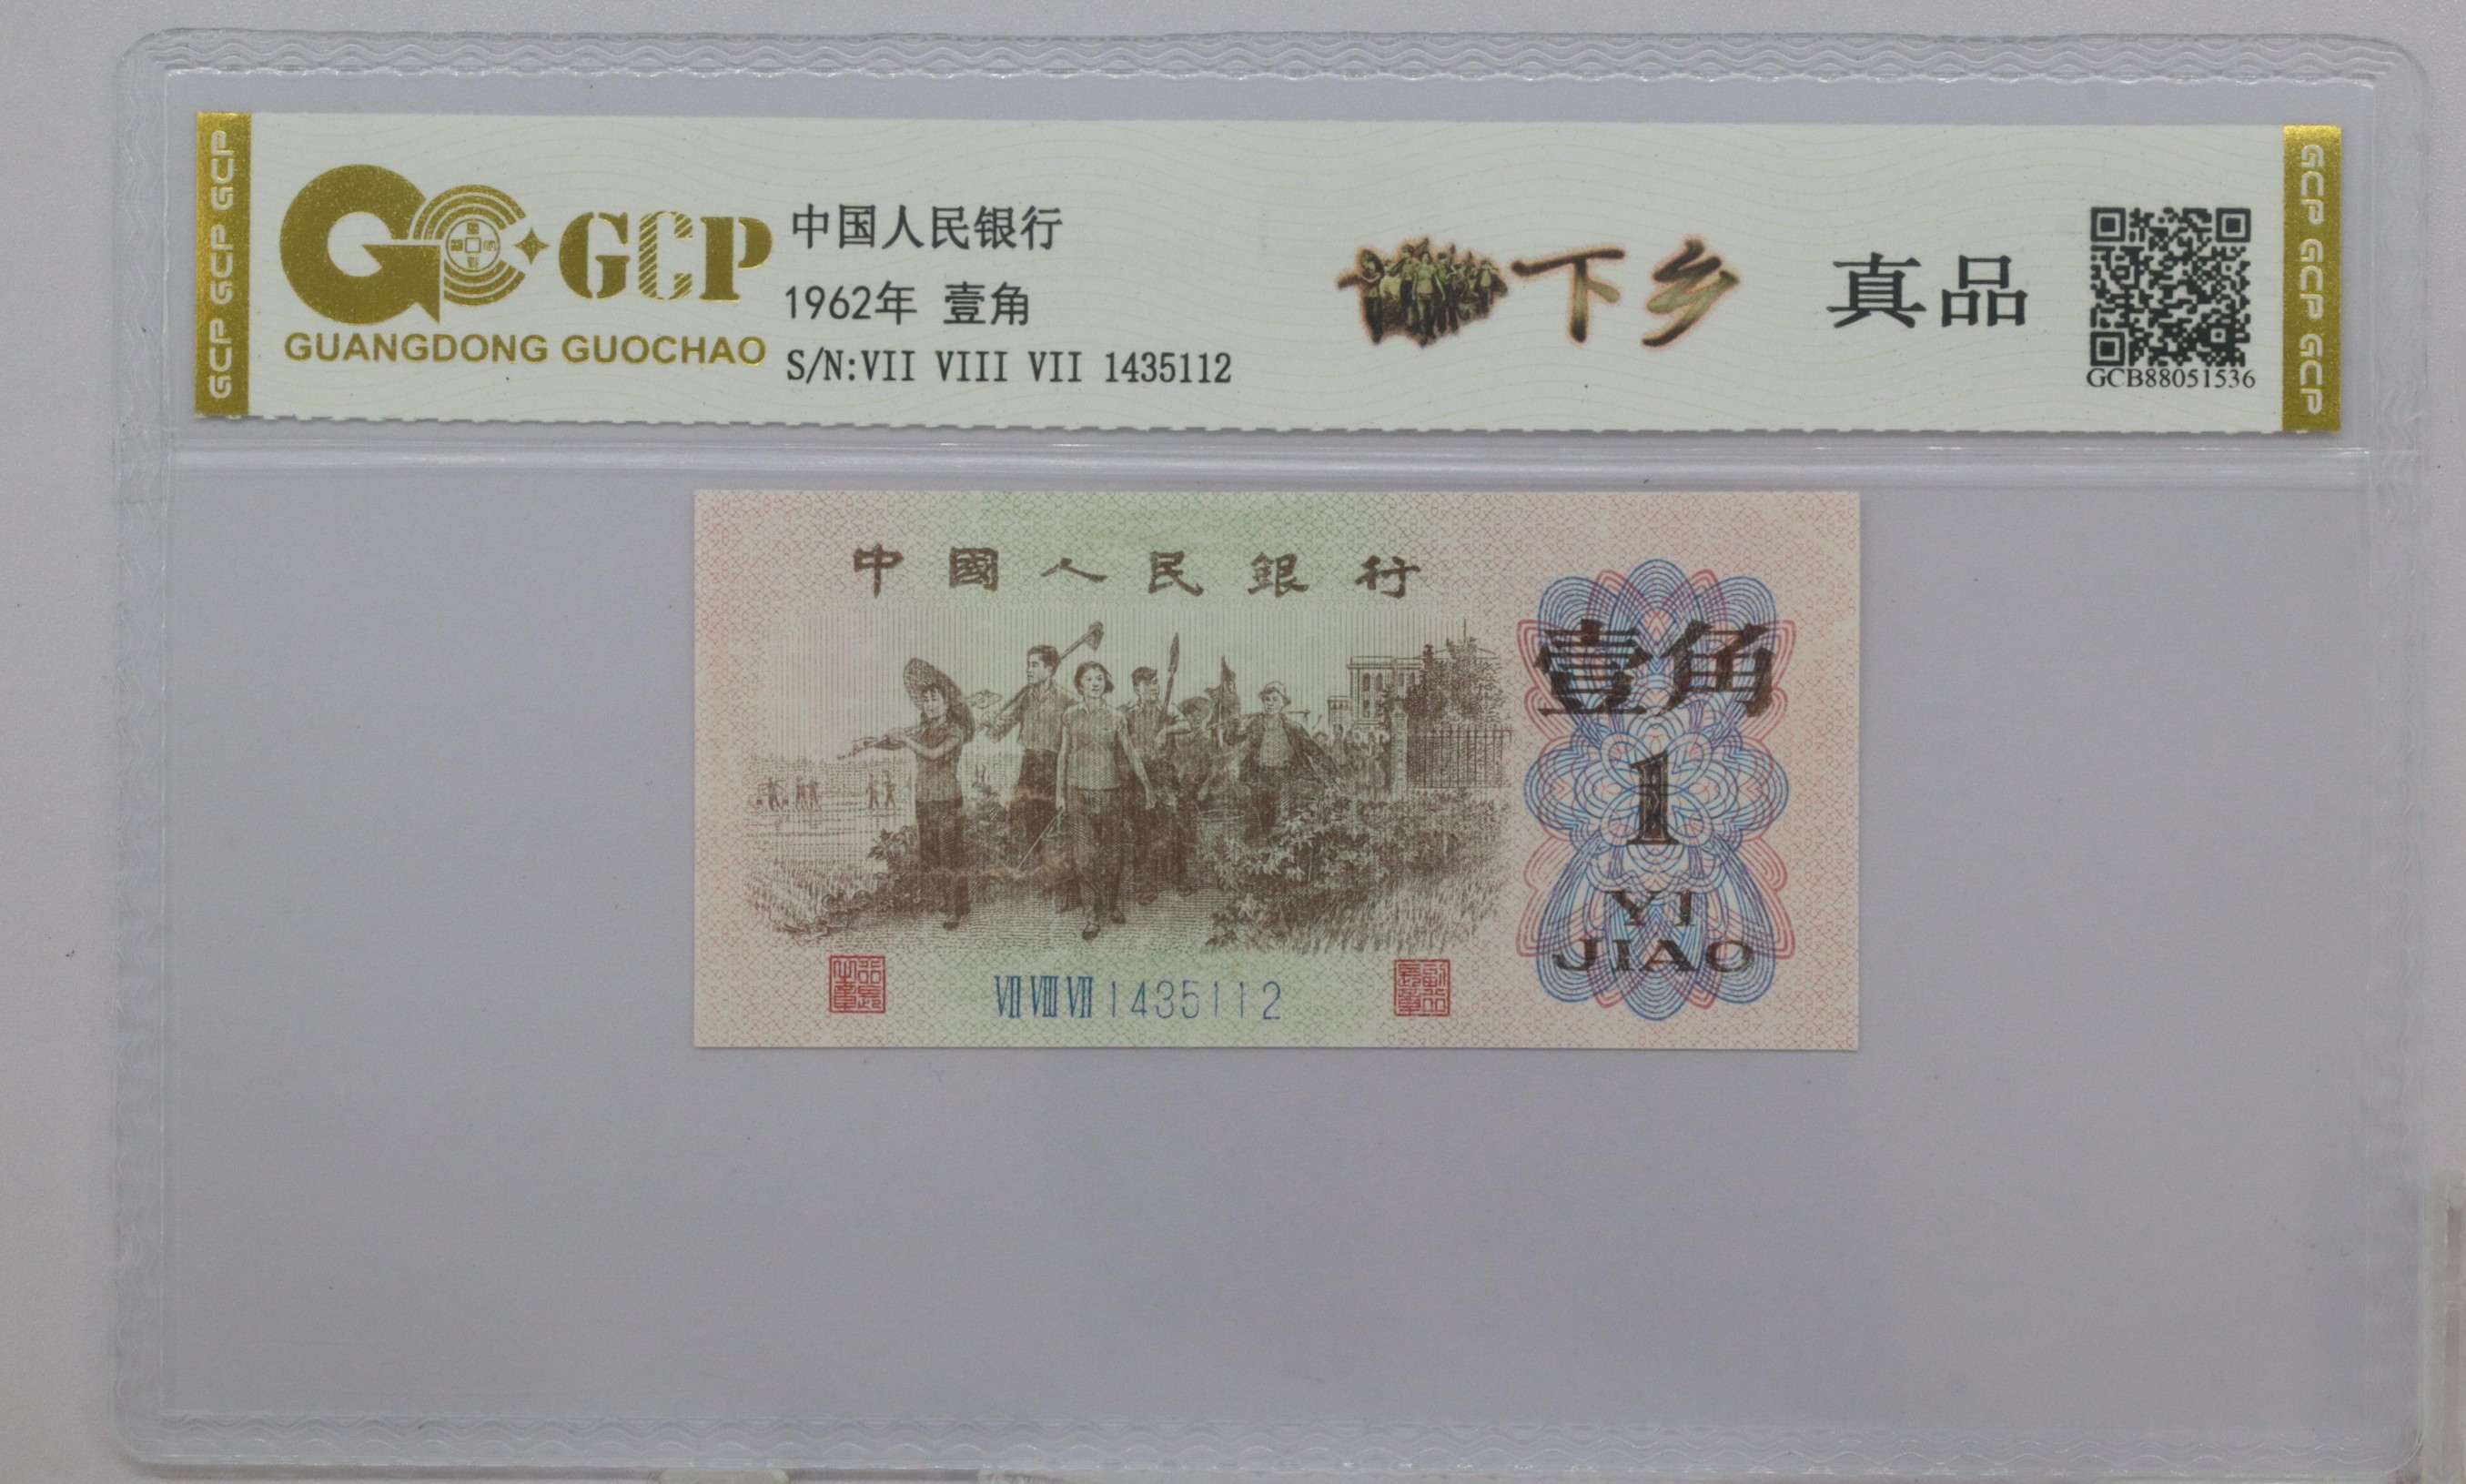 GCP GCP GCP
GCP
GUANGDONG GUOCHAO
中国人民银行
1962年 壹角
S/N:VII VIII VII 1435112
下乡
真品
GCB88051536
GCP GCP GCP
中國人民銀行
壹角
1
YI
JIAO
VII VIII VII 1435112